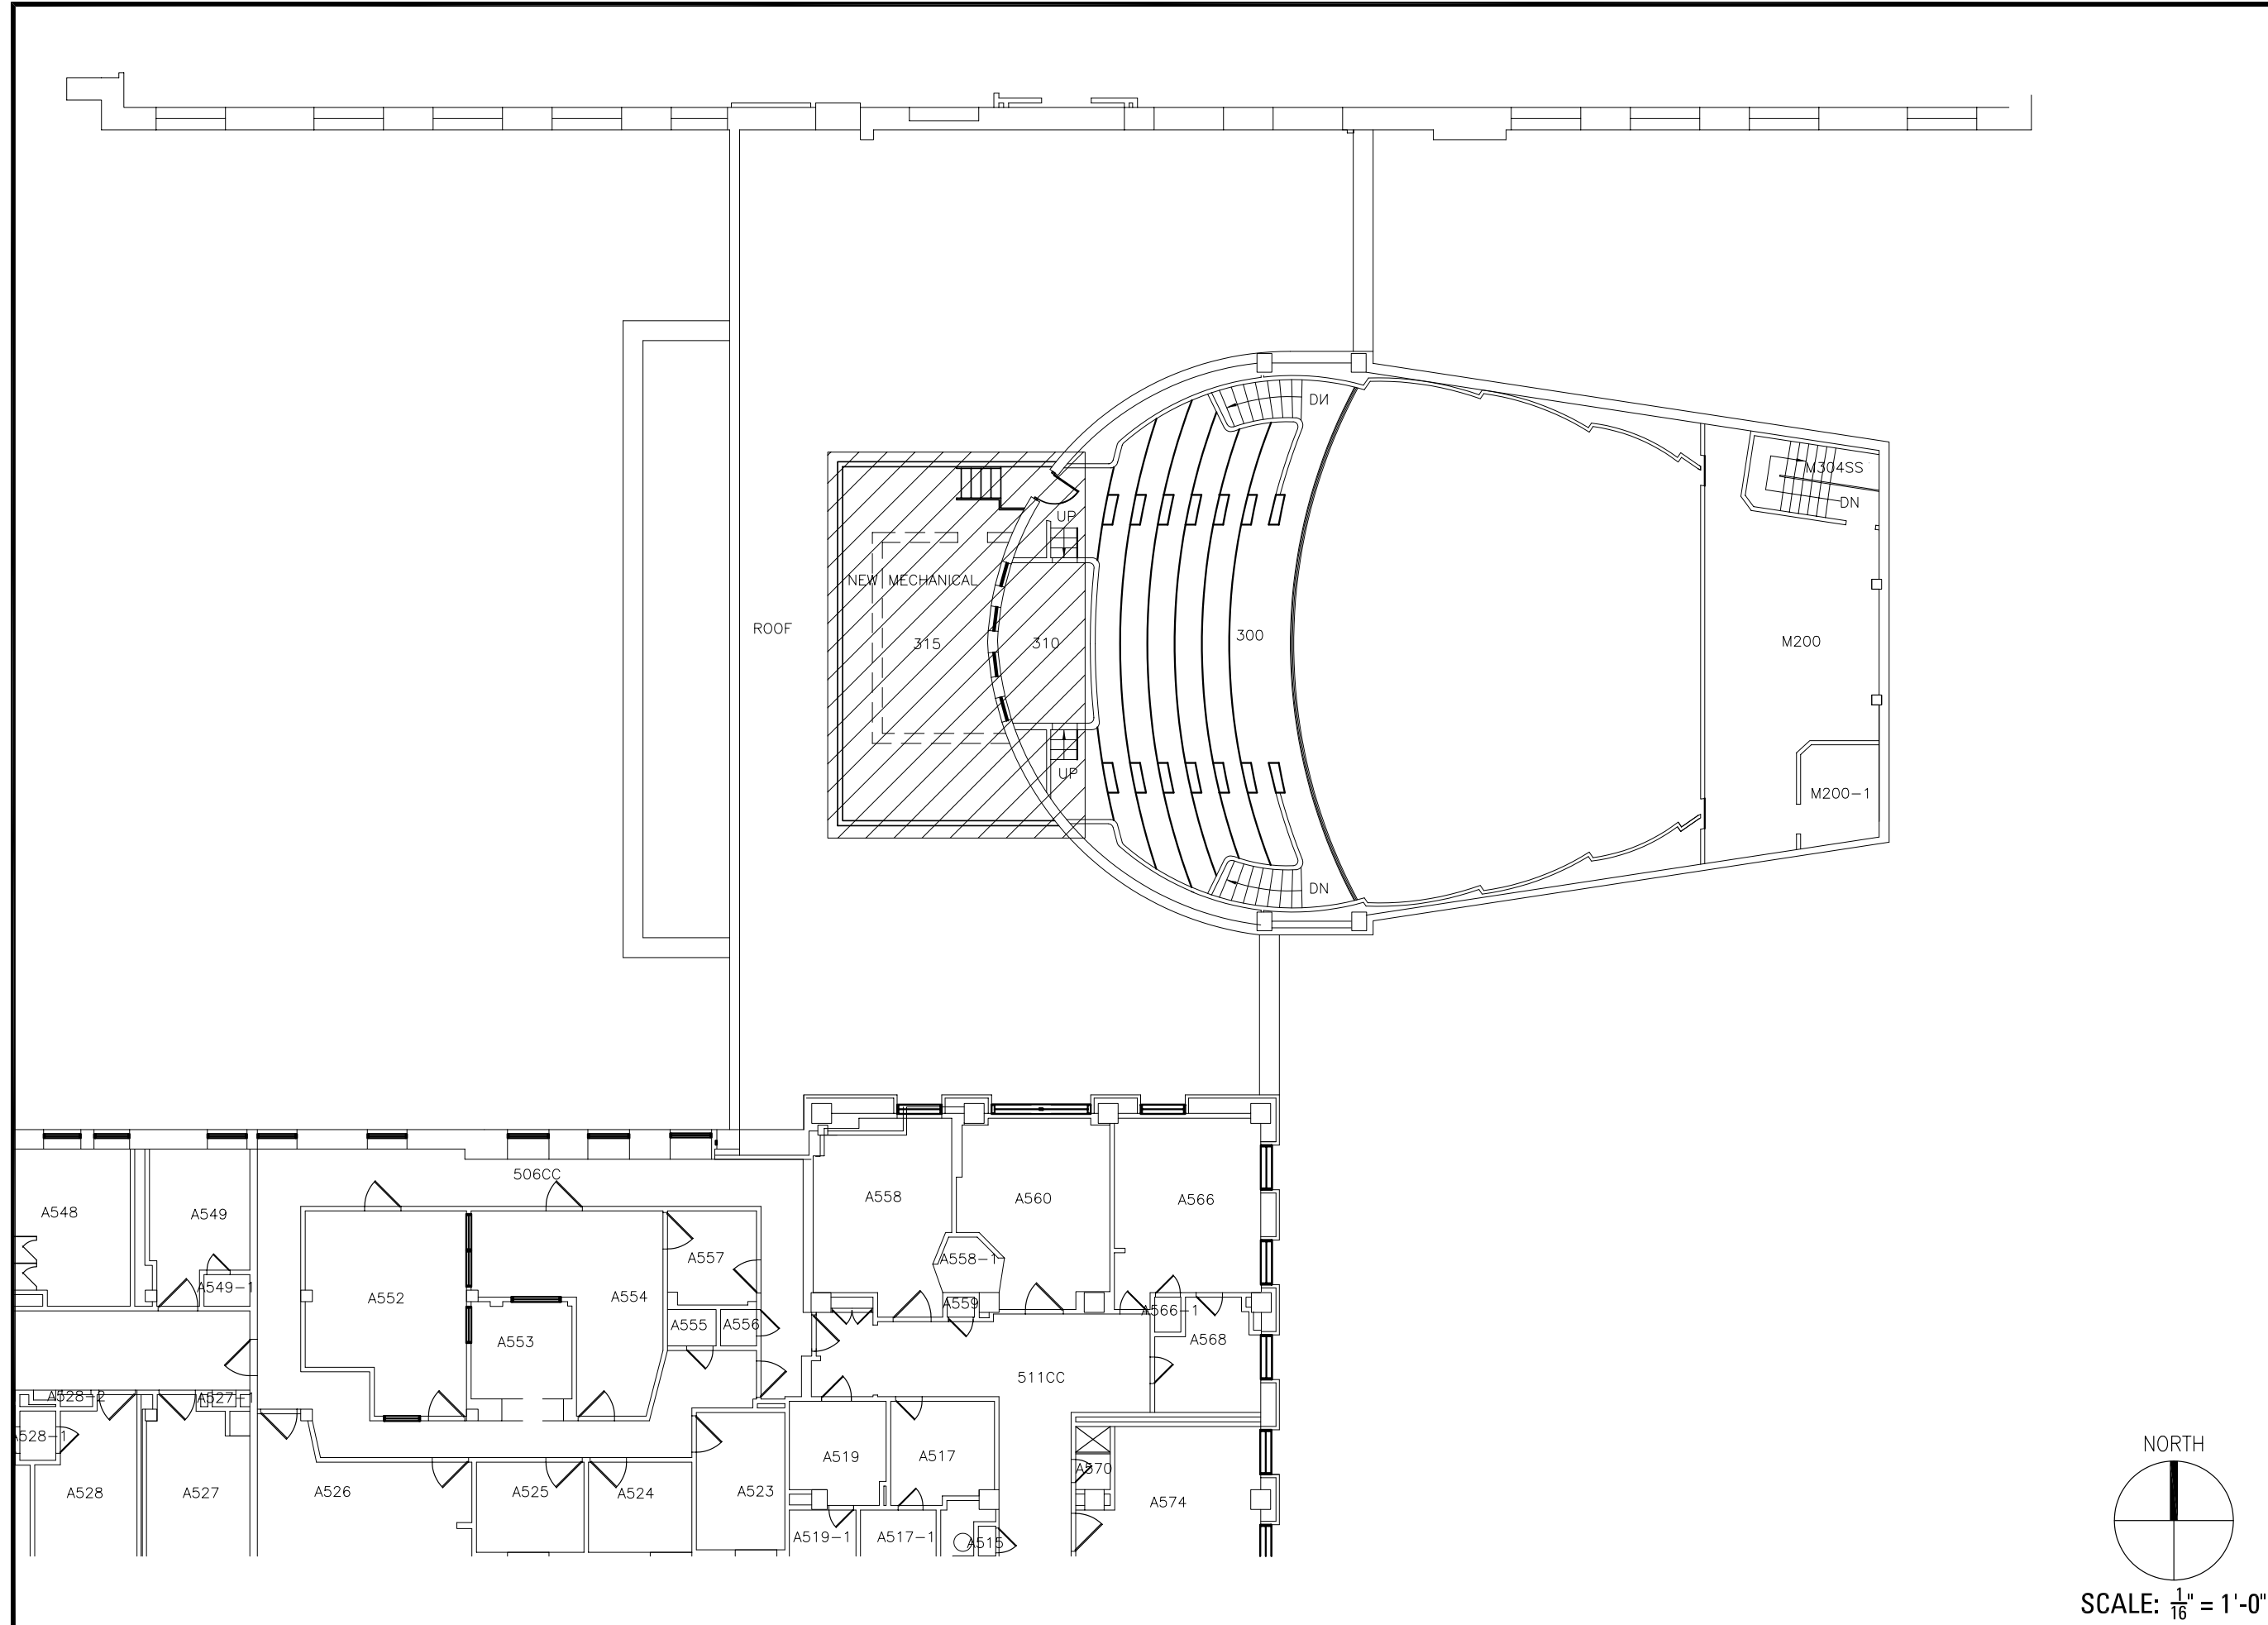 DN
M304SS
DN
UP
NEW MECHANICAL
ROOF
315
310
300
M200
UP
M200-1
DN
506CC
A548
A549
A558
A560
A566
A557
A558-1
A549-1
A552
A554
A559
A566-1
A555
A556
A553
A568
511CC
A528-2
A527-1
A528-1
A519
A517
A570
NORTH
A528
A527
A526
A525
A524
A523
A574
A519-1
A517-1
A515
SCALE: 1/16" = 1'-0"